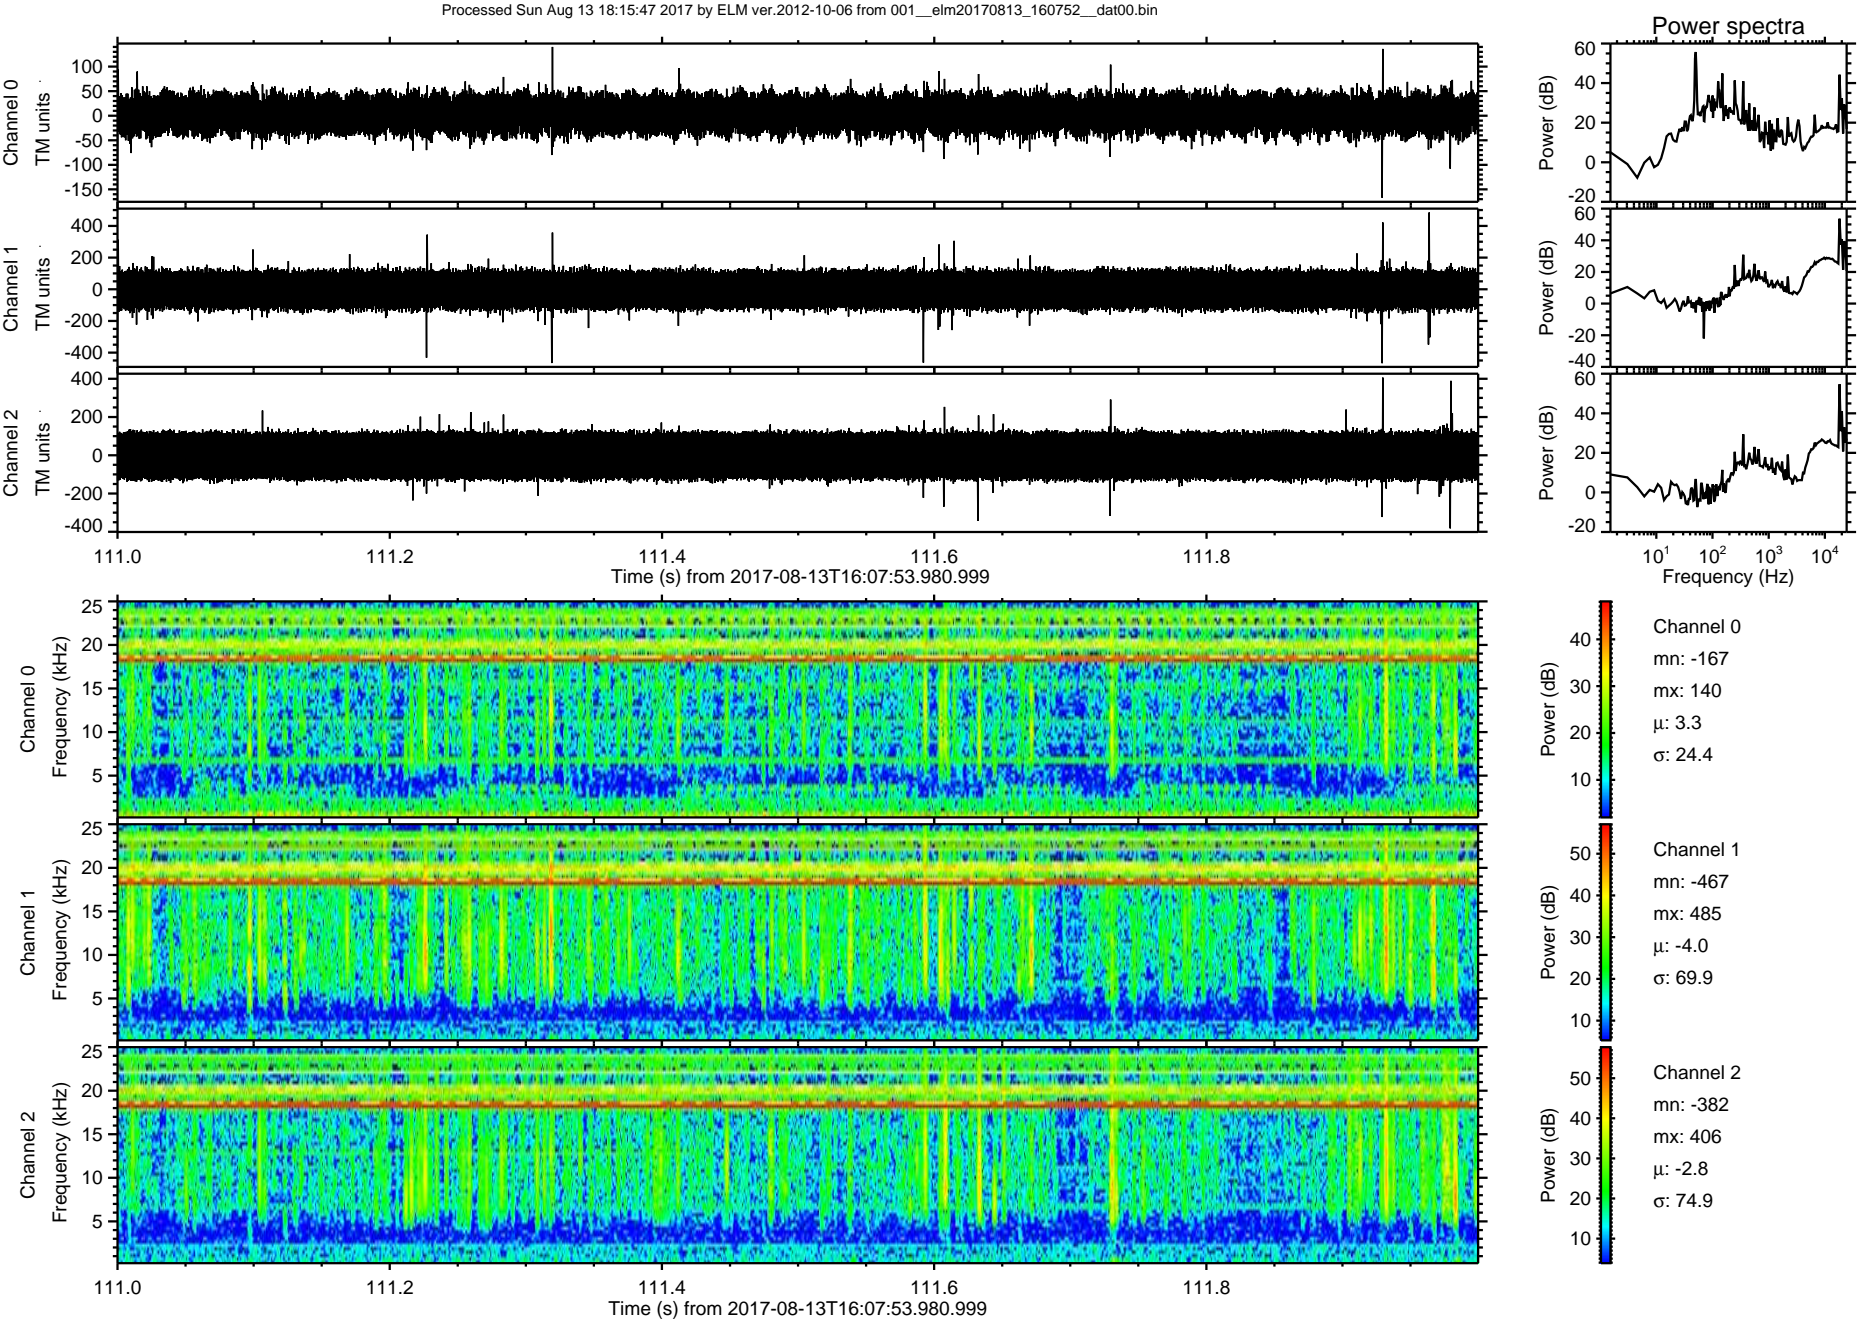 Processed Sun Aug 13 18:15:47 2017 by ELM ver.2012-10-06 from 001__elm20170813_160752__dat00.bin
Power spectra
Channel 0
TM units
100
50
0
-50
-100
-150
Power (dB)
60
40
20
0
-20
Channel 1
TM units
400
200
0
-200
-400
Power (dB)
60
40
20
0
-20
-40
Channel 2
TM units
400
200
0
-200
-400
Power (dB)
60
40
20
0
-20
111.0 111.2 111.4 111.6 111.8
Time (s) from 2017-08-13T16:07:53.980.999
10¹ 10² 10³ 10⁴
Frequency (Hz)
Channel 0
Frequency (kHz)
25
20
15
10
5
Power (dB)
40
30
20
10
Channel 0
mn: -167
mx: 140
µ: 3.3
σ: 24.4
Channel 1
Frequency (kHz)
25
20
15
10
5
Power (dB)
50
40
30
20
10
Channel 1
mn: -467
mx: 485
µ: -4.0
σ: 69.9
Channel 2
Frequency (kHz)
25
20
15
10
5
Power (dB)
50
40
30
20
10
Channel 2
mn: -382
mx: 406
µ: -2.8
σ: 74.9
111.0 111.2 111.4 111.6 111.8
Time (s) from 2017-08-13T16:07:53.980.999